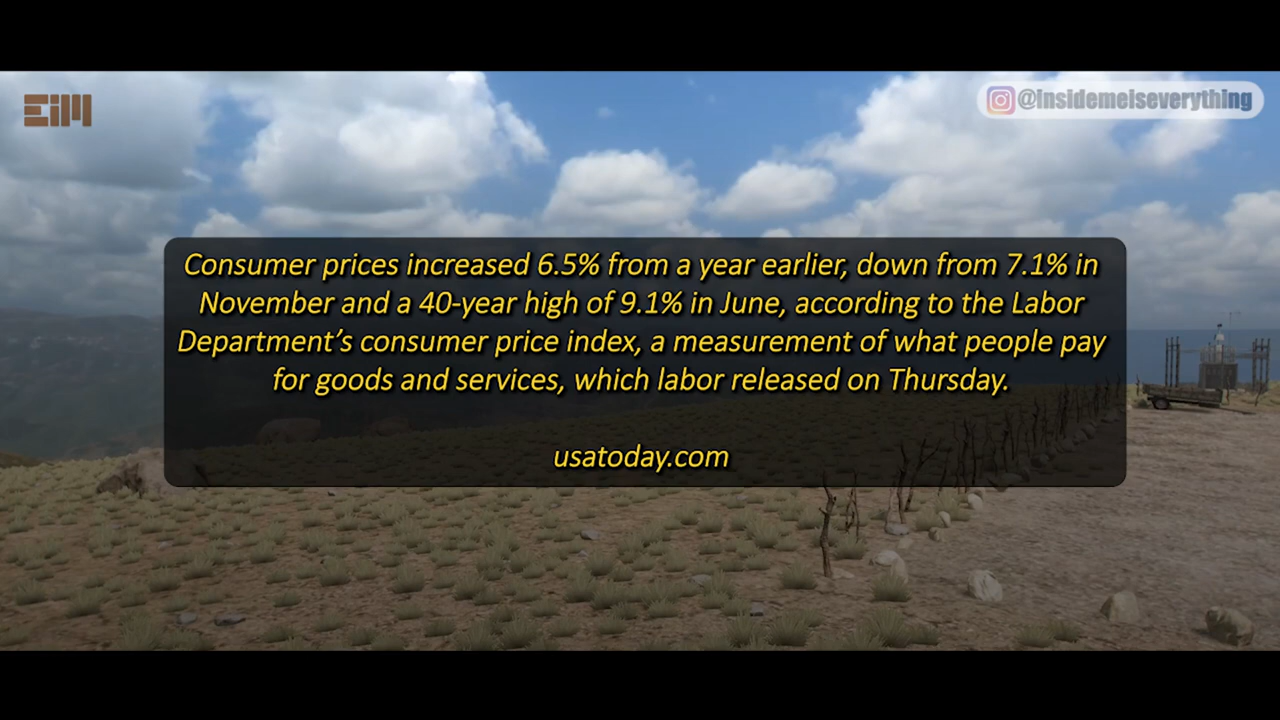 EiM
@insidemeiseverything
Consumer prices increased 6.5% from a year earlier, down from 7.1% in
November and a 40-year high of 9.1% in June, according to the Labor
Department’s consumer price index, a measurement of what people pay
for goods and services, which labor released on Thursday.
usatoday.com